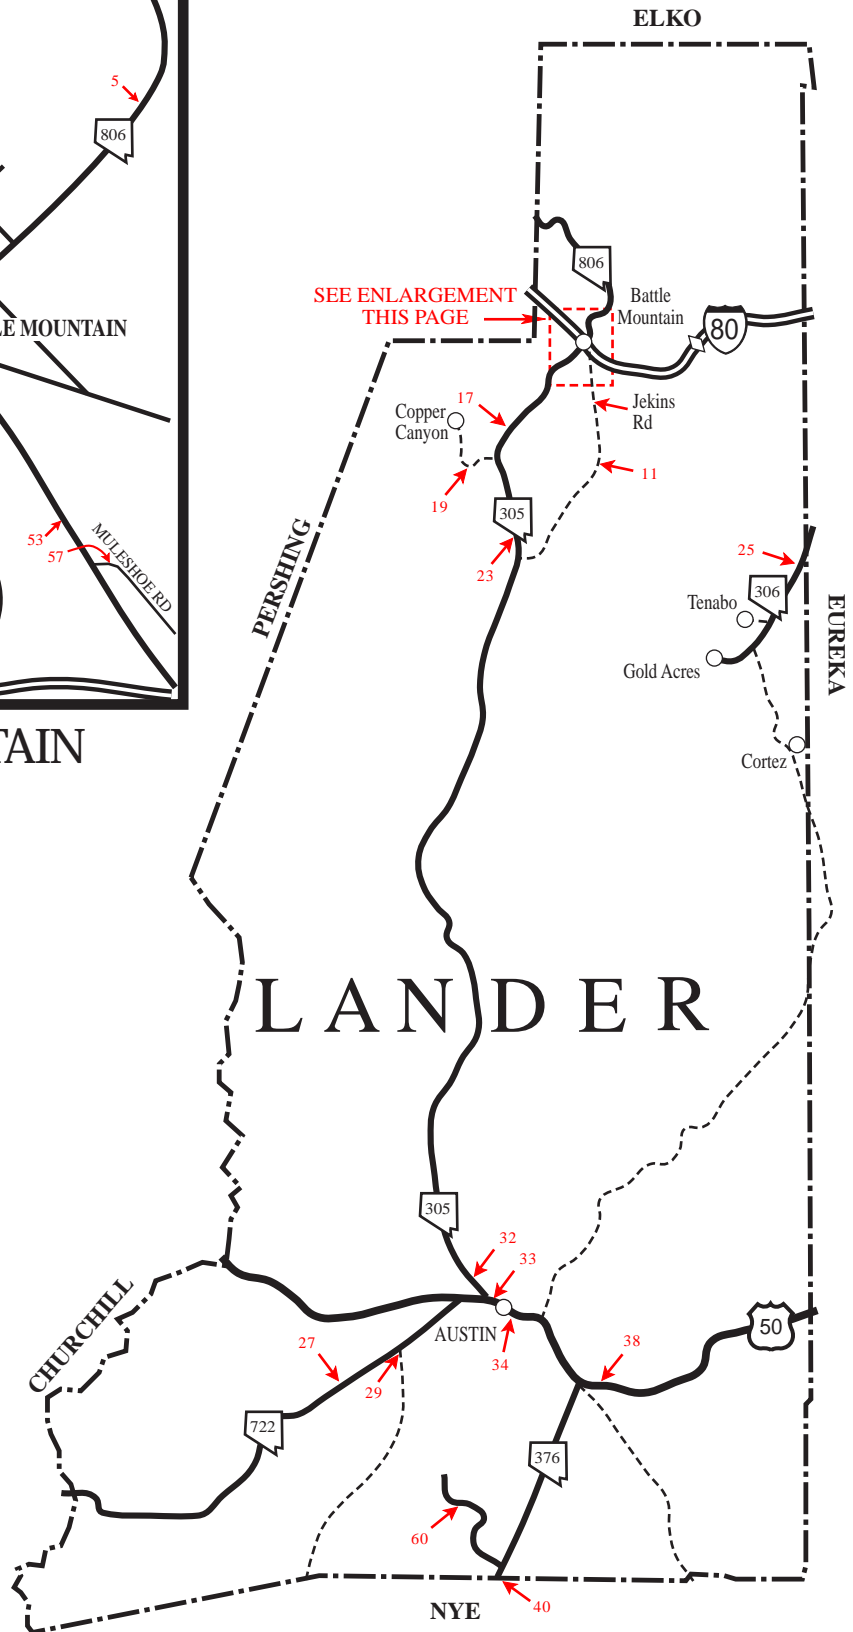 ELKO
5
806
806
SEE ENLARGEMENT
THIS PAGE
Battle
Mountain
80
LE MOUNTAIN
17
Copper
Canyon
Jekins
Rd
11
19
305
53
57
MULESHOE RD
PERSHING
23
25
306
Tenabo
EUREKA
Gold Acres
TAIN
Cortez
LANDER
305
32
33
CHURCHILL
AUSTIN
50
27
34
38
29
722
376
60
NYE
40